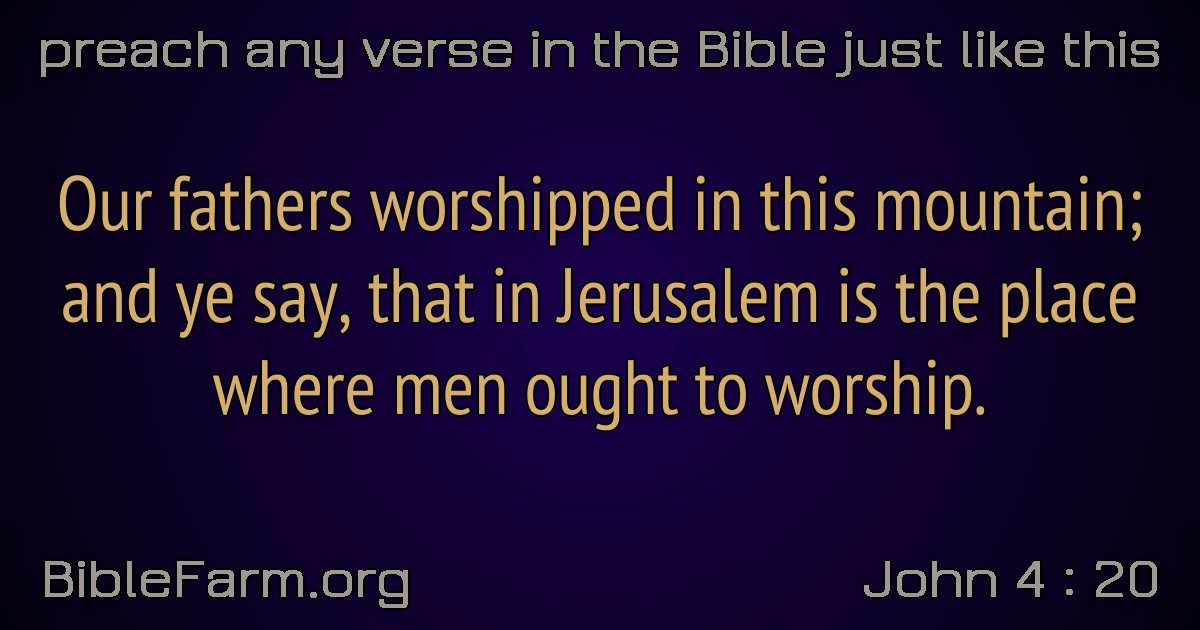 preach any verse in the Bible just like this
Our fathers worshipped in this mountain;
and ye say, that in Jerusalem is the place
where men ought to worship.
BibleFarm.org
John 4 : 20